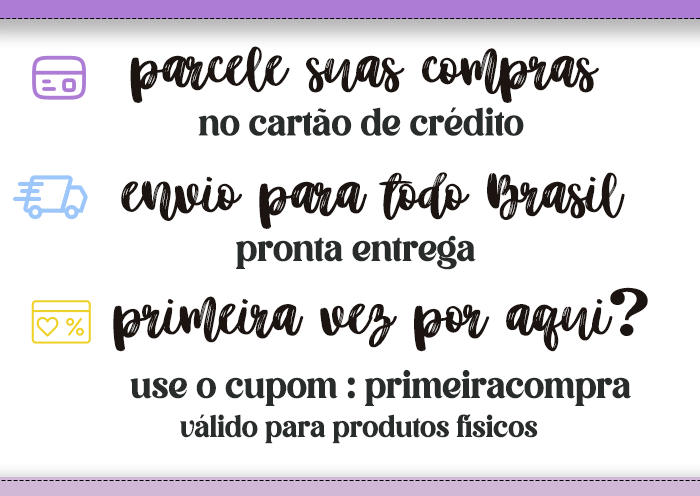 parcele suas compras
no cartão de crédito
envio para todo Brasil
pronta entrega
primeira vez por aqui?
%
use o cupom : primeiracompra
válido para produtos físicos